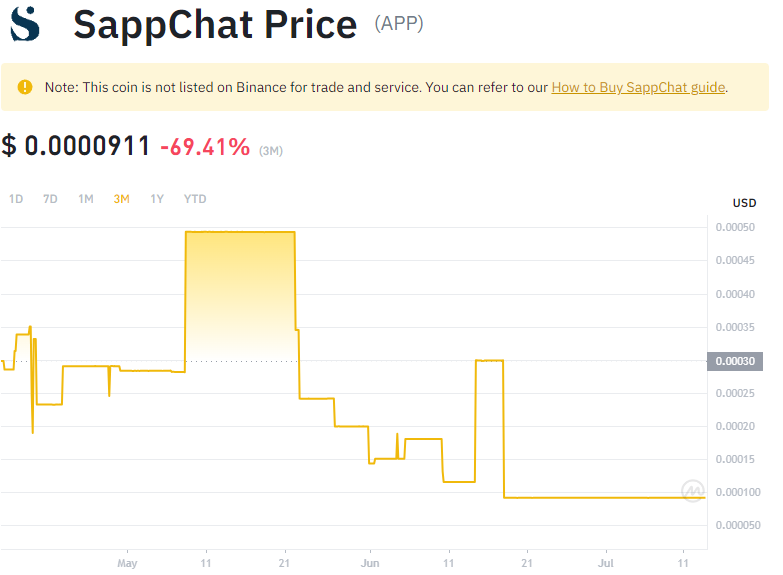 SappChat Price (APP)
Note: This coin is not listed on Binance for trade and service. You can refer to our How to Buy SappChat guide.
$ 0.0000911 -69.41% (3M)
1D 7D 1M 3M 1Y YTD
USD
0.00050
0.00045
0.00040
0.00035
0.00030
0.00025
0.00020
0.00015
0.000100
0.000050
May 11 21 Jun 11 21 Jul 11